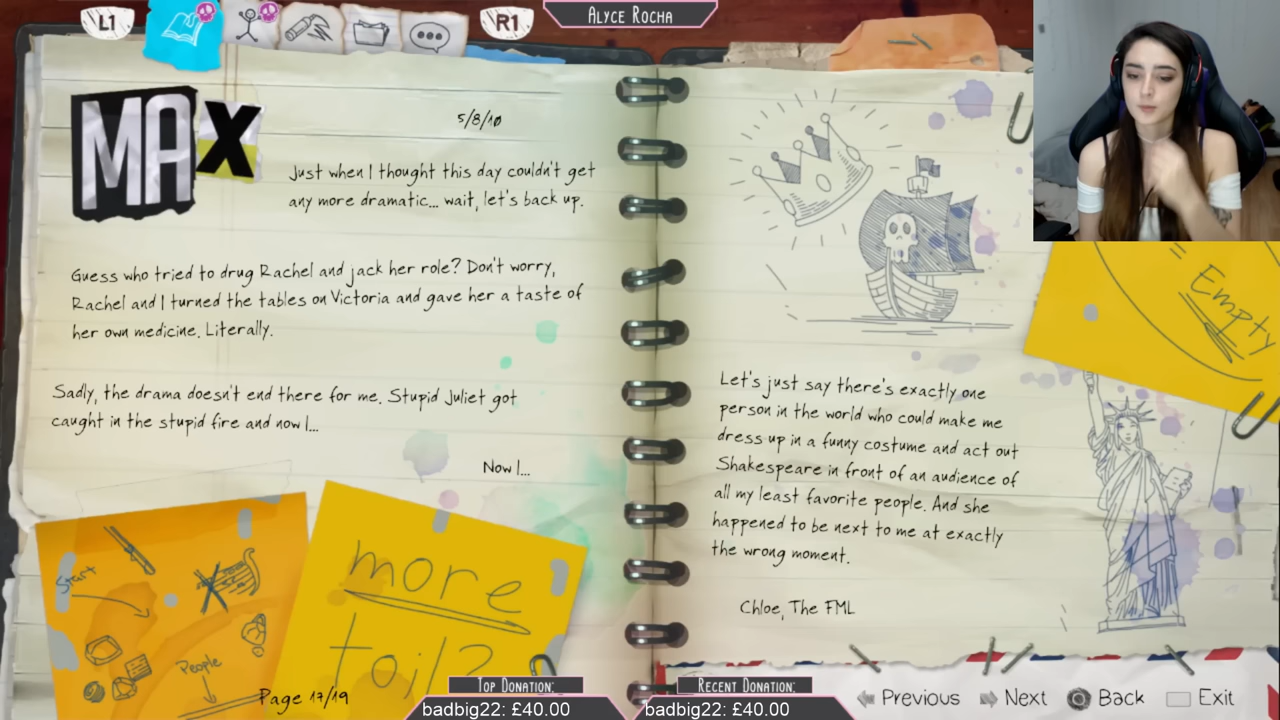 L1
R1
Alyce Rocha
MAX
5/8/10
Just when I thought this day couldn't get
any more dramatic... wait, let's back up.
Guess who tried to drug Rachel and jack her role? Don't worry,
Rachel and I turned the tables on Victoria and gave her a taste of
her own medicine. Literally.
Sadly, the drama doesn't end there for me. Stupid Juliet got
caught in the stupid fire and now I...
Now I...
Start
People
more
toil?
Page 17/19
= Empty
Let's just say there's exactly one
person in the world who could make me
dress up in a funny costume and act out
Shakespeare in front of an audience of
all my least favorite people. And she
happened to be next to me at exactly
the wrong moment.
Chloe, The FML
Previous
Next
Back
Exit
Top Donation:
badbig22: £40.00
Recent Donation:
badbig22: £40.00